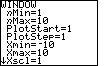 WINDOW
nMin=1
nMax=10
PlotStart=1
PlotStep=1
Xmin=-10
Xmax=10
↓Xscl=1